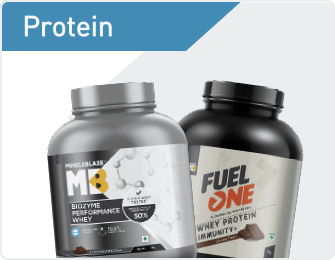 Protein
MUSCLEBLAZE
MB
BIOZYME
PERFORMANCE
WHEY
50%
FUEL
ONE
WHEY PROTEIN
IMMUNITY+